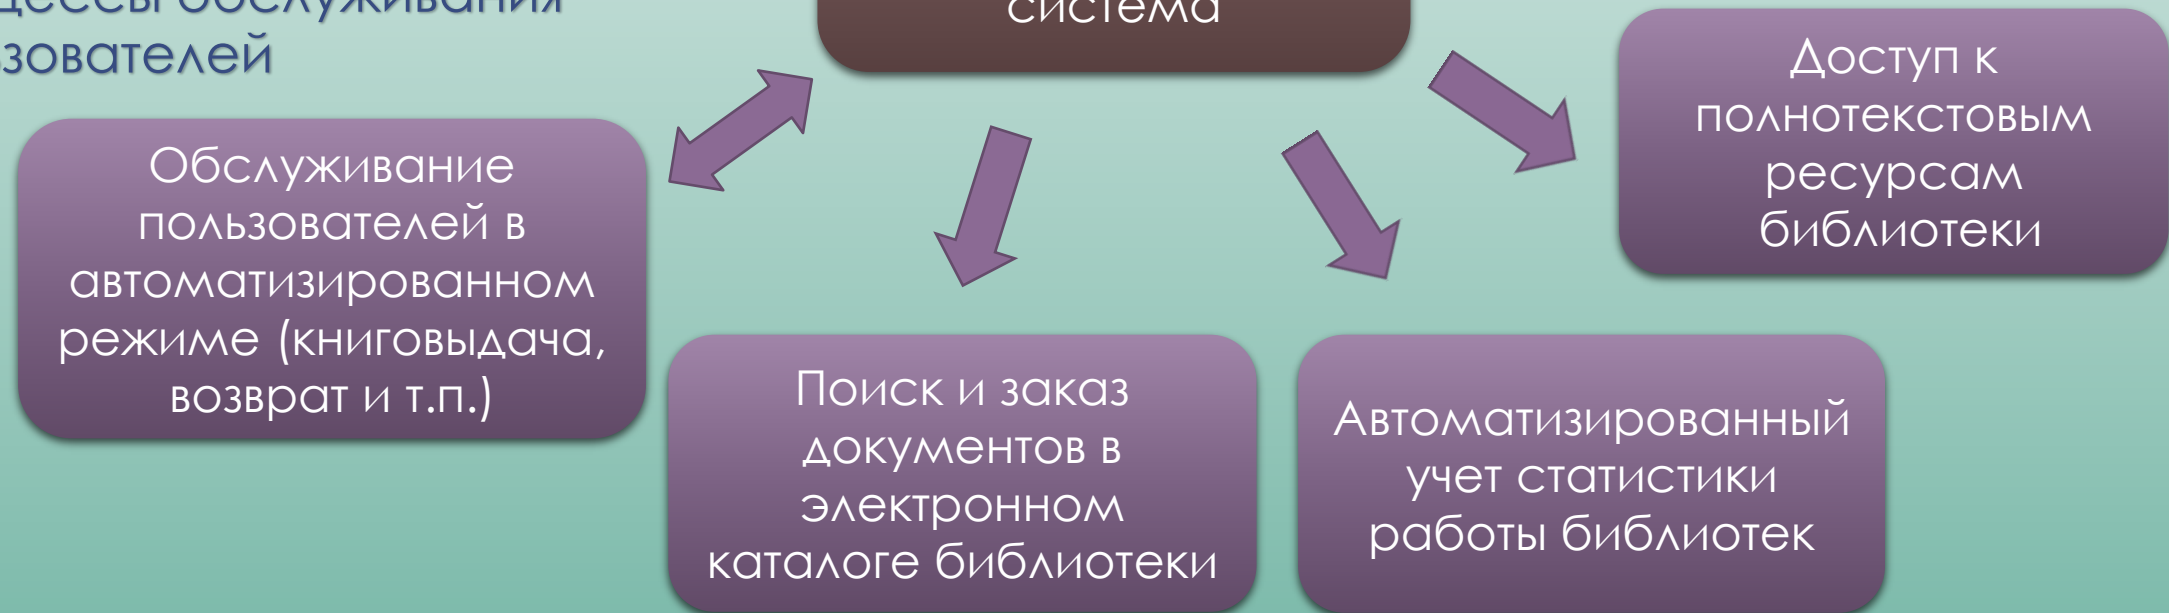 зователей
система
Обслуживание
пользователей в
автоматизированном
режиме (книговыдача,
возврат и т.п.)
Поиск и заказ
документов в
электронном
каталоге библиотеки
Автоматизированный
учет статистики
работы библиотек
Доступ к
полнотекстовым
ресурсам
библиотеки